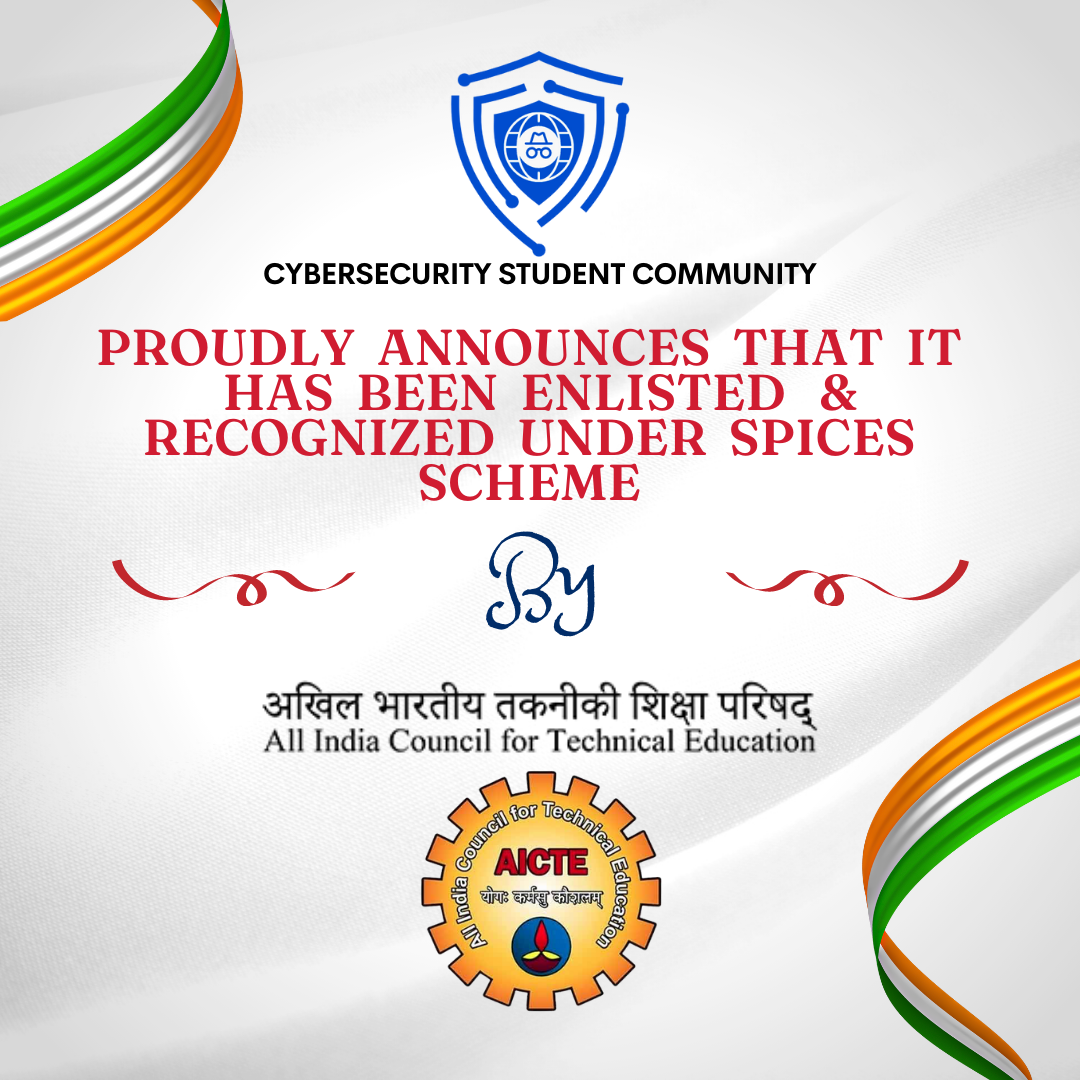 CYBERSECURITY STUDENT COMMUNITY
PROUDLY ANNOUNCES THAT IT
HAS BEEN ENLISTED &
RECOGNIZED UNDER SPICES
SCHEME
By
अखिल भारतीय तकनीकी शिक्षा परिषद्
All India Council for Technical Education
All India Council for Technical Education
AICTE
योगः कर्मसु कौशलम्